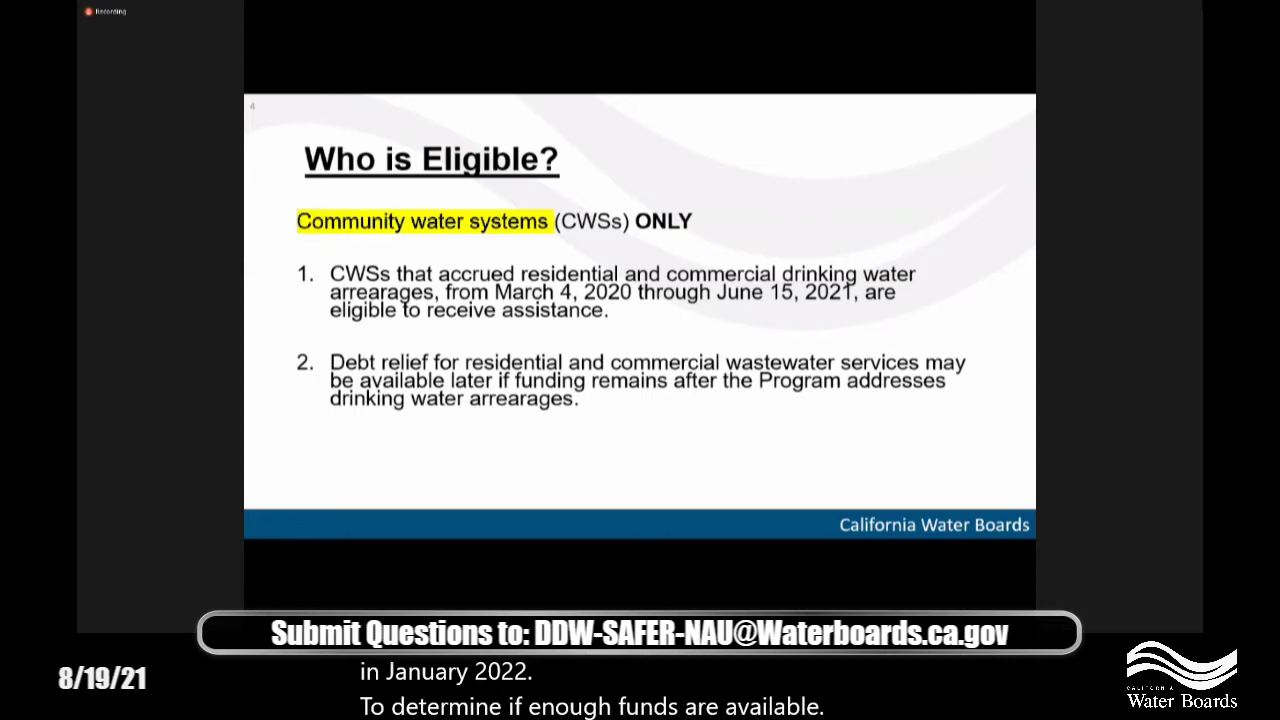 Recording
4
Who is Eligible?
Community water systems (CWSs) ONLY
1. CWSs that accrued residential and commercial drinking water
arrearages, from March 4, 2020 through June 15, 2021, are
eligible to receive assistance.
2. Debt relief for residential and commercial wastewater services may
be available later if funding remains after the Program addresses
drinking water arrearages.
California Water Boards
Submit Questions to: DDW-SAFER-NAU@Waterboards.ca.gov
8/19/21
in January 2022.
To determine if enough funds are available.
CALIFORNIA
Water Boards